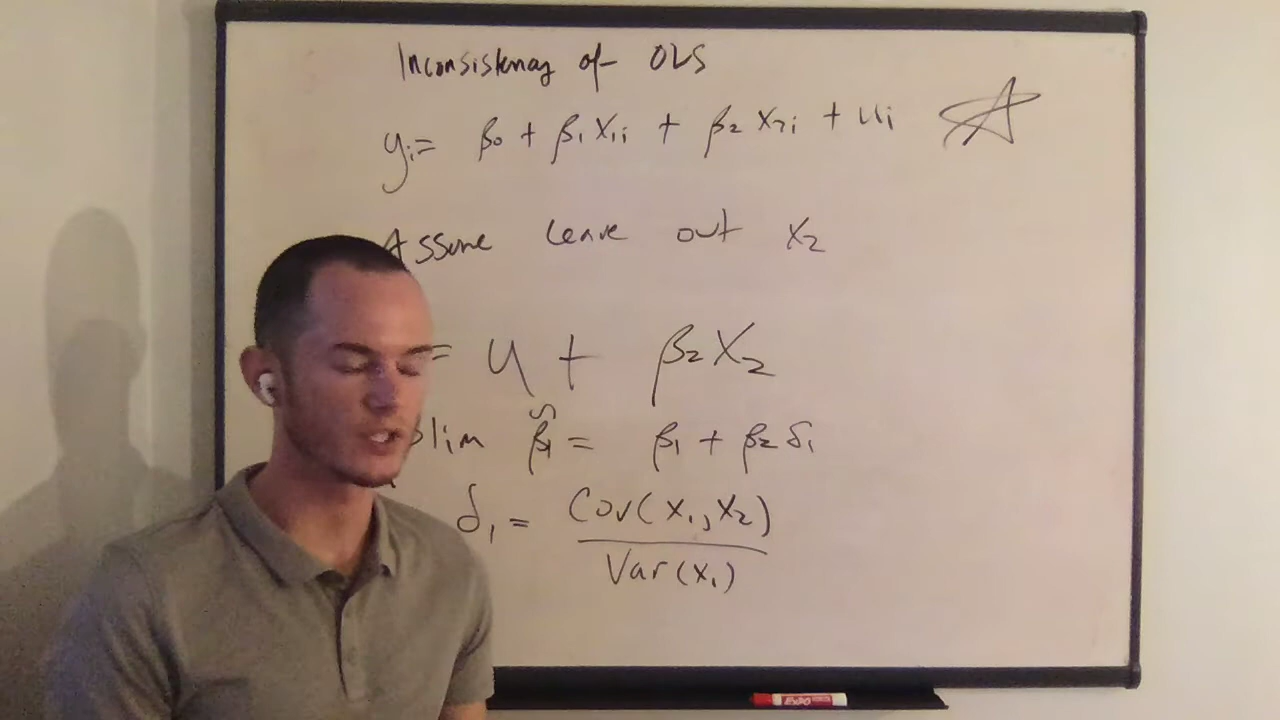 Inconsistency of OLS
yᵢ = β₀ + β₁X₁ᵢ + β₂X₂ᵢ + uᵢ
Assume leave out X₂
= u + β₂X₂
plim β̃₁ = β₁ + β₂δ₁
δ₁ = Cov(X₁,X₂)
Var(X₁)
EXPO